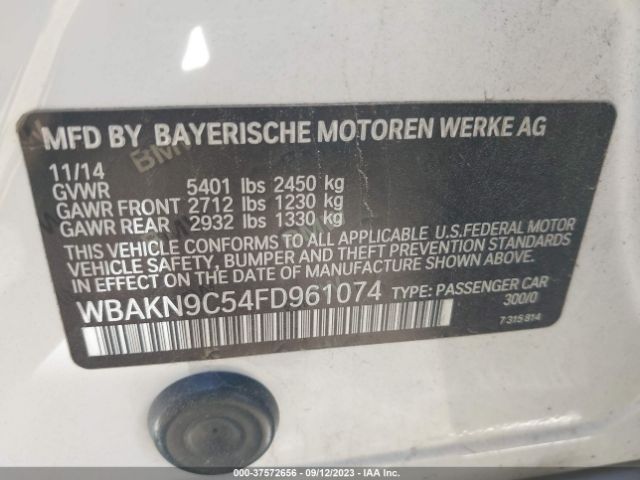 MFD BY BAYERISCHE MOTOREN WERKE AG
11/14
GVWR 5401 lbs 2450 kg
GAWR FRONT 2712 lbs 1230 kg
GAWR REAR 2932 lbs 1330 kg
THIS VEHICLE CONFORMS TO ALL APPLICABLE U.S.FEDERAL MOTOR
VEHICLE SAFETY, BUMPER AND THEFT PREVENTION STANDARDS
IN EFFECT ON THE DATE OF MANUFACTURE SHOWN ABOVE.
WBAKN9C54FD961074 TYPE: PASSENGER CAR
300/0
7315814
000-37572656 - 09/12/2023 - IAA Inc.